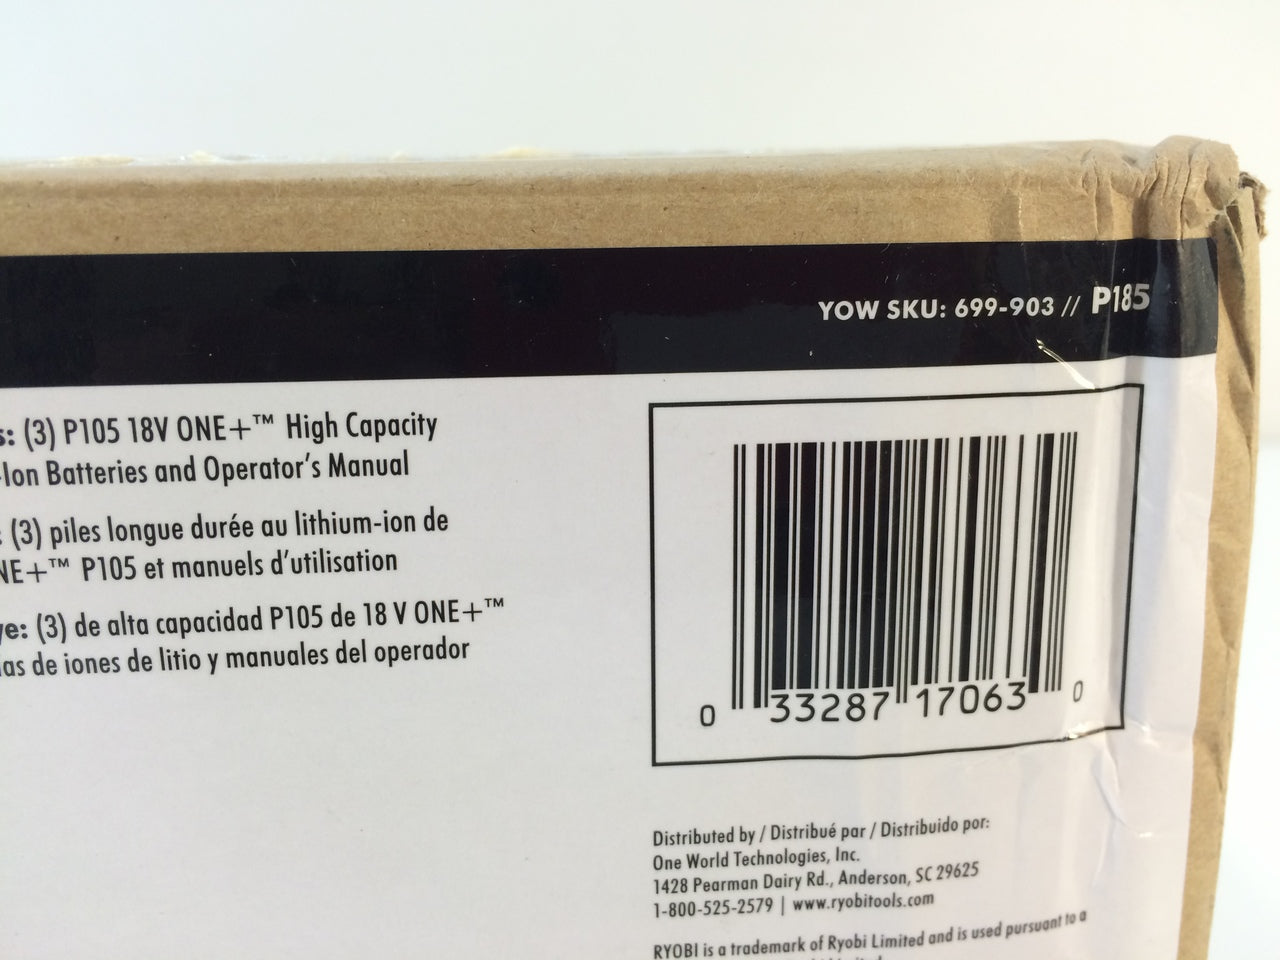 YOW SKU: 699-903 // P185
s: (3) P105 18V ONE+™ High Capacity
-Ion Batteries and Operator's Manual
: (3) piles longue durée au lithium-ion de
NE+™ P105 et manuels d'utilisation
ye: (3) de alta capacidad P105 de 18 V ONE+™
ias de iones de litio y manuales del operador
0 33287 17063 0
Distributed by / Distribué par / Distribuido por:
One World Technologies, Inc.
1428 Pearman Dairy Rd., Anderson, SC 29625
1-800-525-2579 | www.ryobitools.com
RYOBI is a trademark of Ryobi Limited and is used pursuant to a